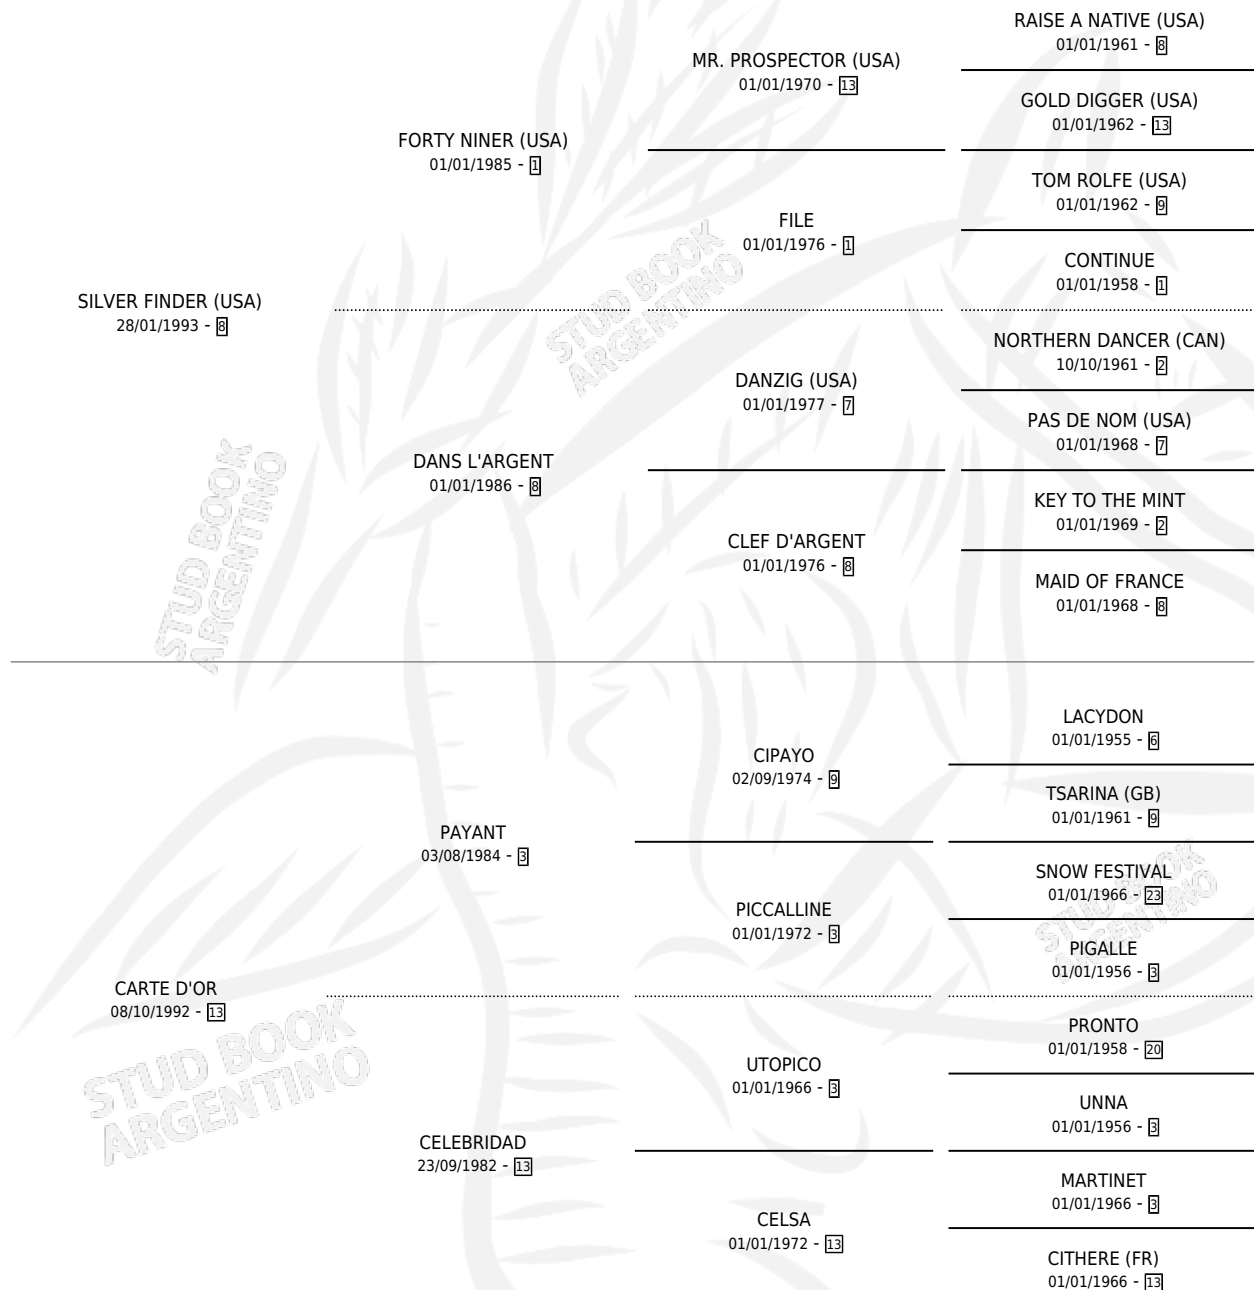 RAISE A NATIVE (USA)
01/01/1961 - 8
MR. PROSPECTOR (USA)
01/01/1970 - 13
GOLD DIGGER (USA)
01/01/1962 - 13
FORTY NINER (USA)
01/01/1985 - 1
TOM ROLFE (USA)
01/01/1962 - 9
FILE
01/01/1976 - 1
CONTINUE
01/01/1958 - 1
SILVER FINDER (USA)
28/01/1993 - 8
NORTHERN DANCER (CAN)
10/10/1961 - 2
DANZIG (USA)
01/01/1977 - 7
PAS DE NOM (USA)
01/01/1968 - 7
DANS L'ARGENT
01/01/1986 - 8
KEY TO THE MINT
01/01/1969 - 2
CLEF D'ARGENT
01/01/1976 - 8
MAID OF FRANCE
01/01/1968 - 8
LACYDON
01/01/1955 - 6
CIPAYO
02/09/1974 - 9
TSARINA (GB)
01/01/1961 - 9
PAYANT
03/08/1984 - 3
SNOW FESTIVAL
01/01/1966 - 23
PICCALLINE
01/01/1972 - 3
PIGALLE
01/01/1956 - 3
CARTE D'OR
08/10/1992 - 13
PRONTO
01/01/1958 - 20
UTOPICO
01/01/1966 - 3
UNNA
01/01/1956 - 3
CELEBRIDAD
23/09/1982 - 13
MARTINET
01/01/1966 - 3
CELSA
01/01/1972 - 13
CITHERE (FR)
01/01/1966 - 13
STUD BOOK
ARGENTINO
STUD BOOK
ARGENTINO
STUD BOOK
ARGENTINO
STUD BOOK
ARGENTINO